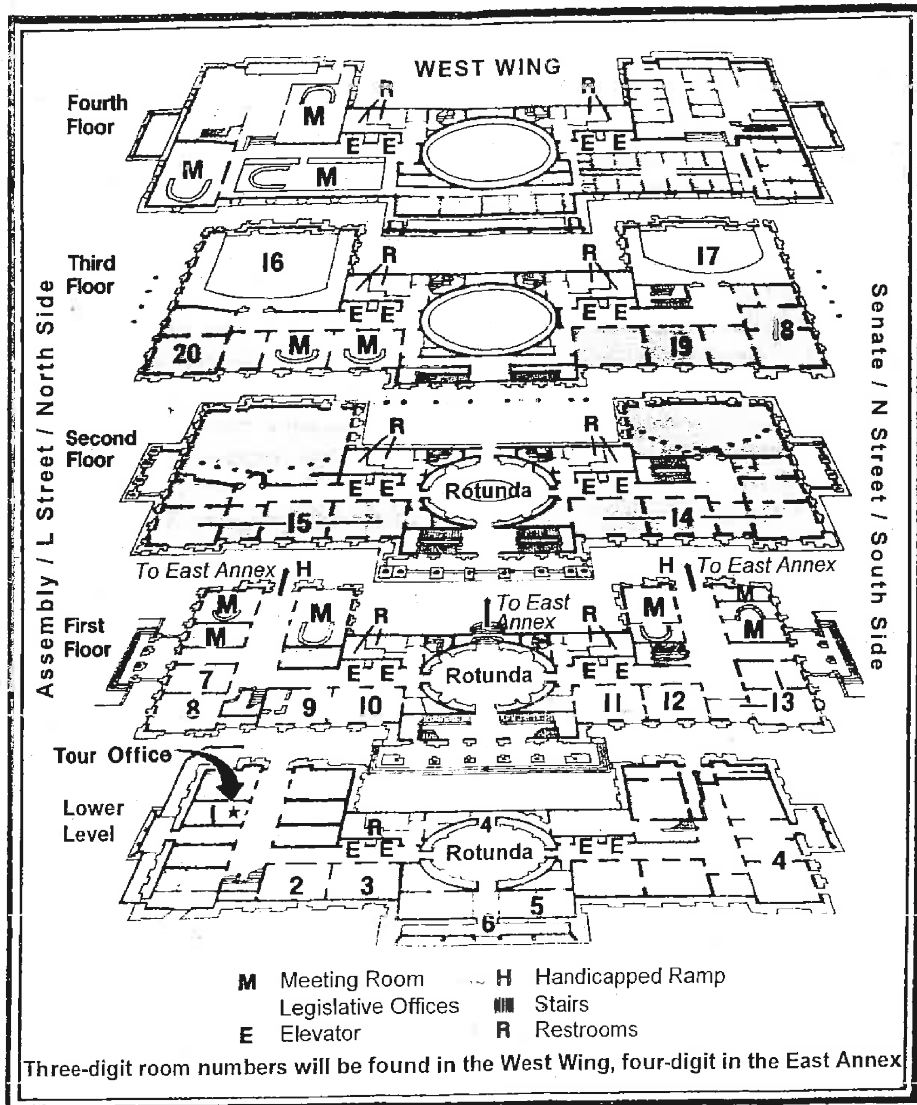 WEST WING
Fourth
Floor
R
R
M
E E
E E
M
M
Third
Floor
16
R
R
17
E E
E E
20
M
M
19
18
Second
Floor
R
R
E E
E E
Rotunda
15
14
To East Annex
H
H
To East Annex
First
Floor
M
M
M
To East
Annex
M
M
M
R
R
7
E E
Rotunda
E E
8
9
10
11
12
13
Tour Office
Lower
Level
1 ★
R
4
E E
Rotunda
E E
4
2
3
5
6
Assembly / L Street / North Side
Senate / N Street / South Side
M Meeting Room
H Handicapped Ramp
Legislative Offices
Stairs
E Elevator
R Restrooms
Three-digit room numbers will be found in the West Wing, four-digit in the East Annex